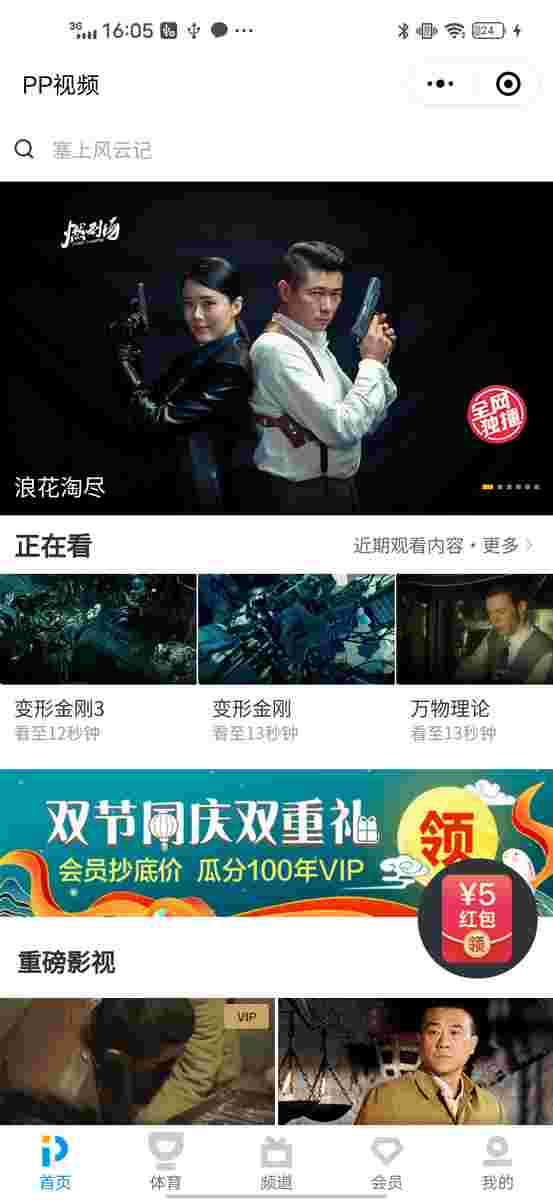 3G 16:05 24
PP视频
塞上风云记
燃剧场
全网
独播
浪花淘尽
正在看
近期观看内容·更多
变形金刚3
变形金刚
万物理论
看至12秒钟
看至13秒钟
看至13秒钟
双节同庆双重礼
领
会员抄底价 瓜分100年VIP
¥5
红包
领
重磅影视
VIP
首页
体育
频道
会员
我的